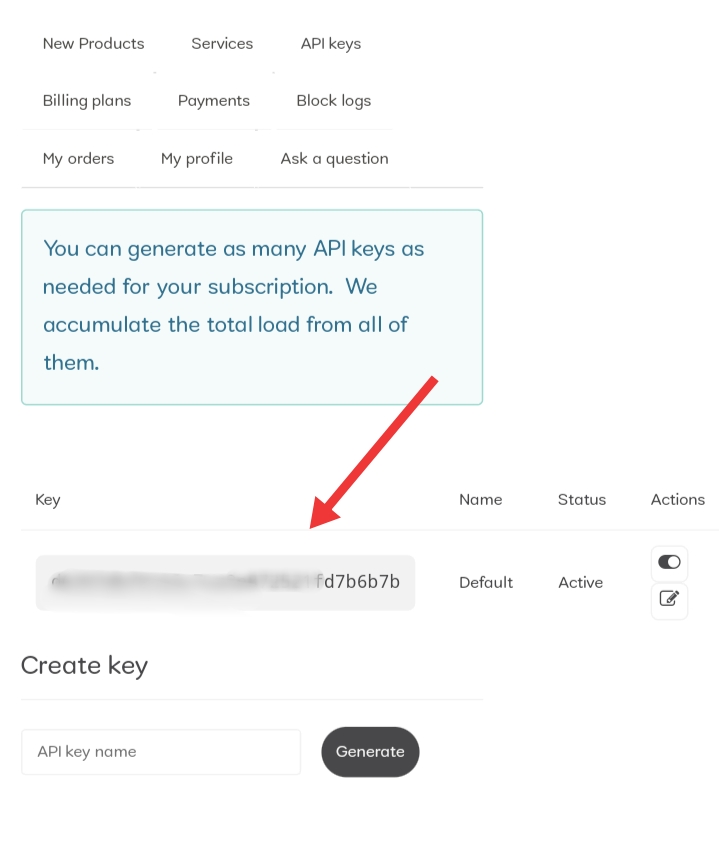 New Products Services API keys
Billing plans Payments Block logs
My orders My profile Ask a question
You can generate as many API keys as
needed for your subscription. We
accumulate the total load from all of
them.
Key Name Status Actions
fd7b6b7b Default Active
Create key
API key name Generate